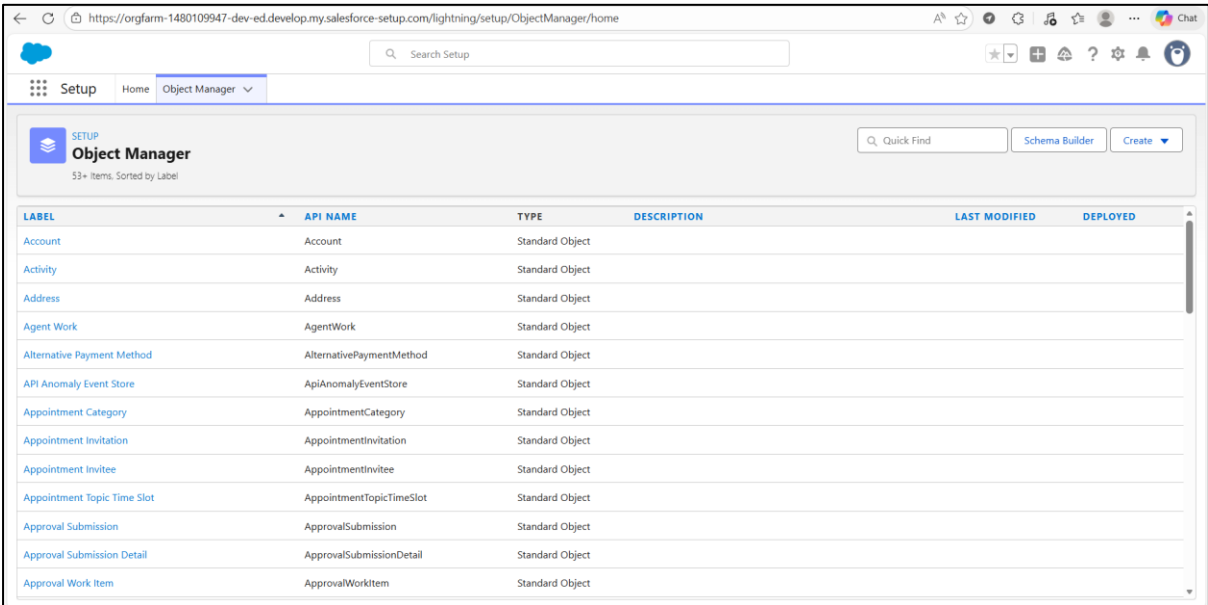 https://orgfarm-1480109947-dev-ed.develop.my.salesforce-setup.com/lightning/setup/ObjectManager/home
Chat
Search Setup
Setup Home Object Manager
SETUP
Object Manager
53+ Items, Sorted by Label
Quick Find
Schema Builder
Create
LABEL API NAME TYPE DESCRIPTION LAST MODIFIED DEPLOYED
Account Account Standard Object
Activity Activity Standard Object
Address Address Standard Object
Agent Work AgentWork Standard Object
Alternative Payment Method AlternativePaymentMethod Standard Object
API Anomaly Event Store ApiAnomalyEventStore Standard Object
Appointment Category AppointmentCategory Standard Object
Appointment Invitation AppointmentInvitation Standard Object
Appointment Invitee AppointmentInvitee Standard Object
Appointment Topic Time Slot AppointmentTopicTimeSlot Standard Object
Approval Submission ApprovalSubmission Standard Object
Approval Submission Detail ApprovalSubmissionDetail Standard Object
Approval Work Item ApprovalWorkItem Standard Object